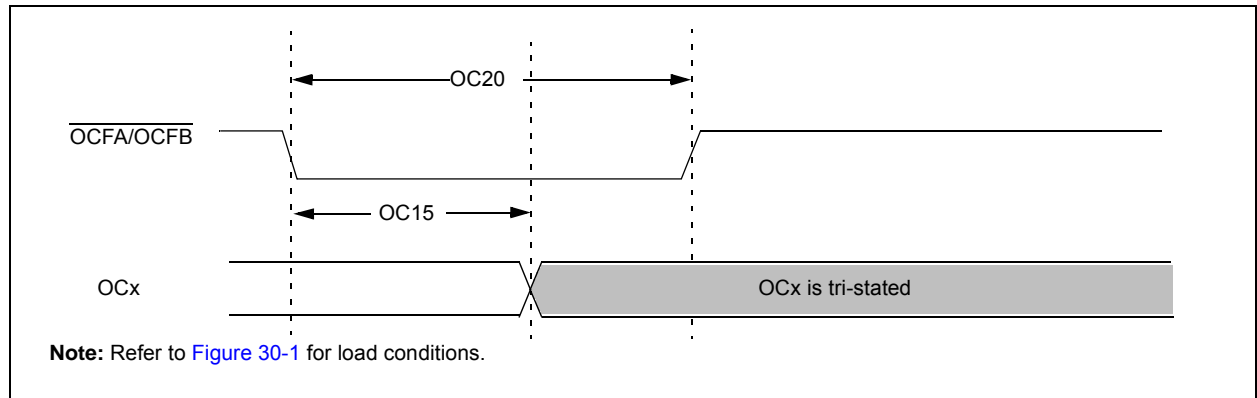 OC20
OCFA/OCFB
OC15
OCx
OCx is tri-stated
Note: Refer to Figure 30-1 for load conditions.